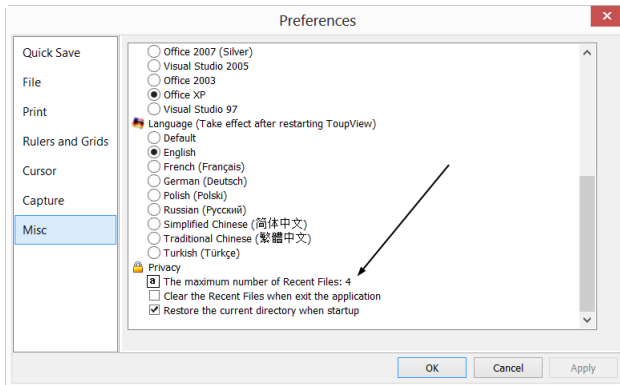 Preferences
Quick Save
File
Print
Rulers and Grids
Cursor
Capture
Misc
Office 2007 (Silver)
Visual Studio 2005
Office 2003
Office XP
Visual Studio 97
Language (Take effect after restarting ToupView)
Default
English
French (Français)
German (Deutsch)
Polish (Polski)
Russian (Русский)
Simplified Chinese (简体中文)
Traditional Chinese (繁體中文)
Turkish (Türkçe)
Privacy
a The maximum number of Recent Files: 4
Clear the Recent Files when exit the application
Restore the current directory when startup
OK Cancel Apply